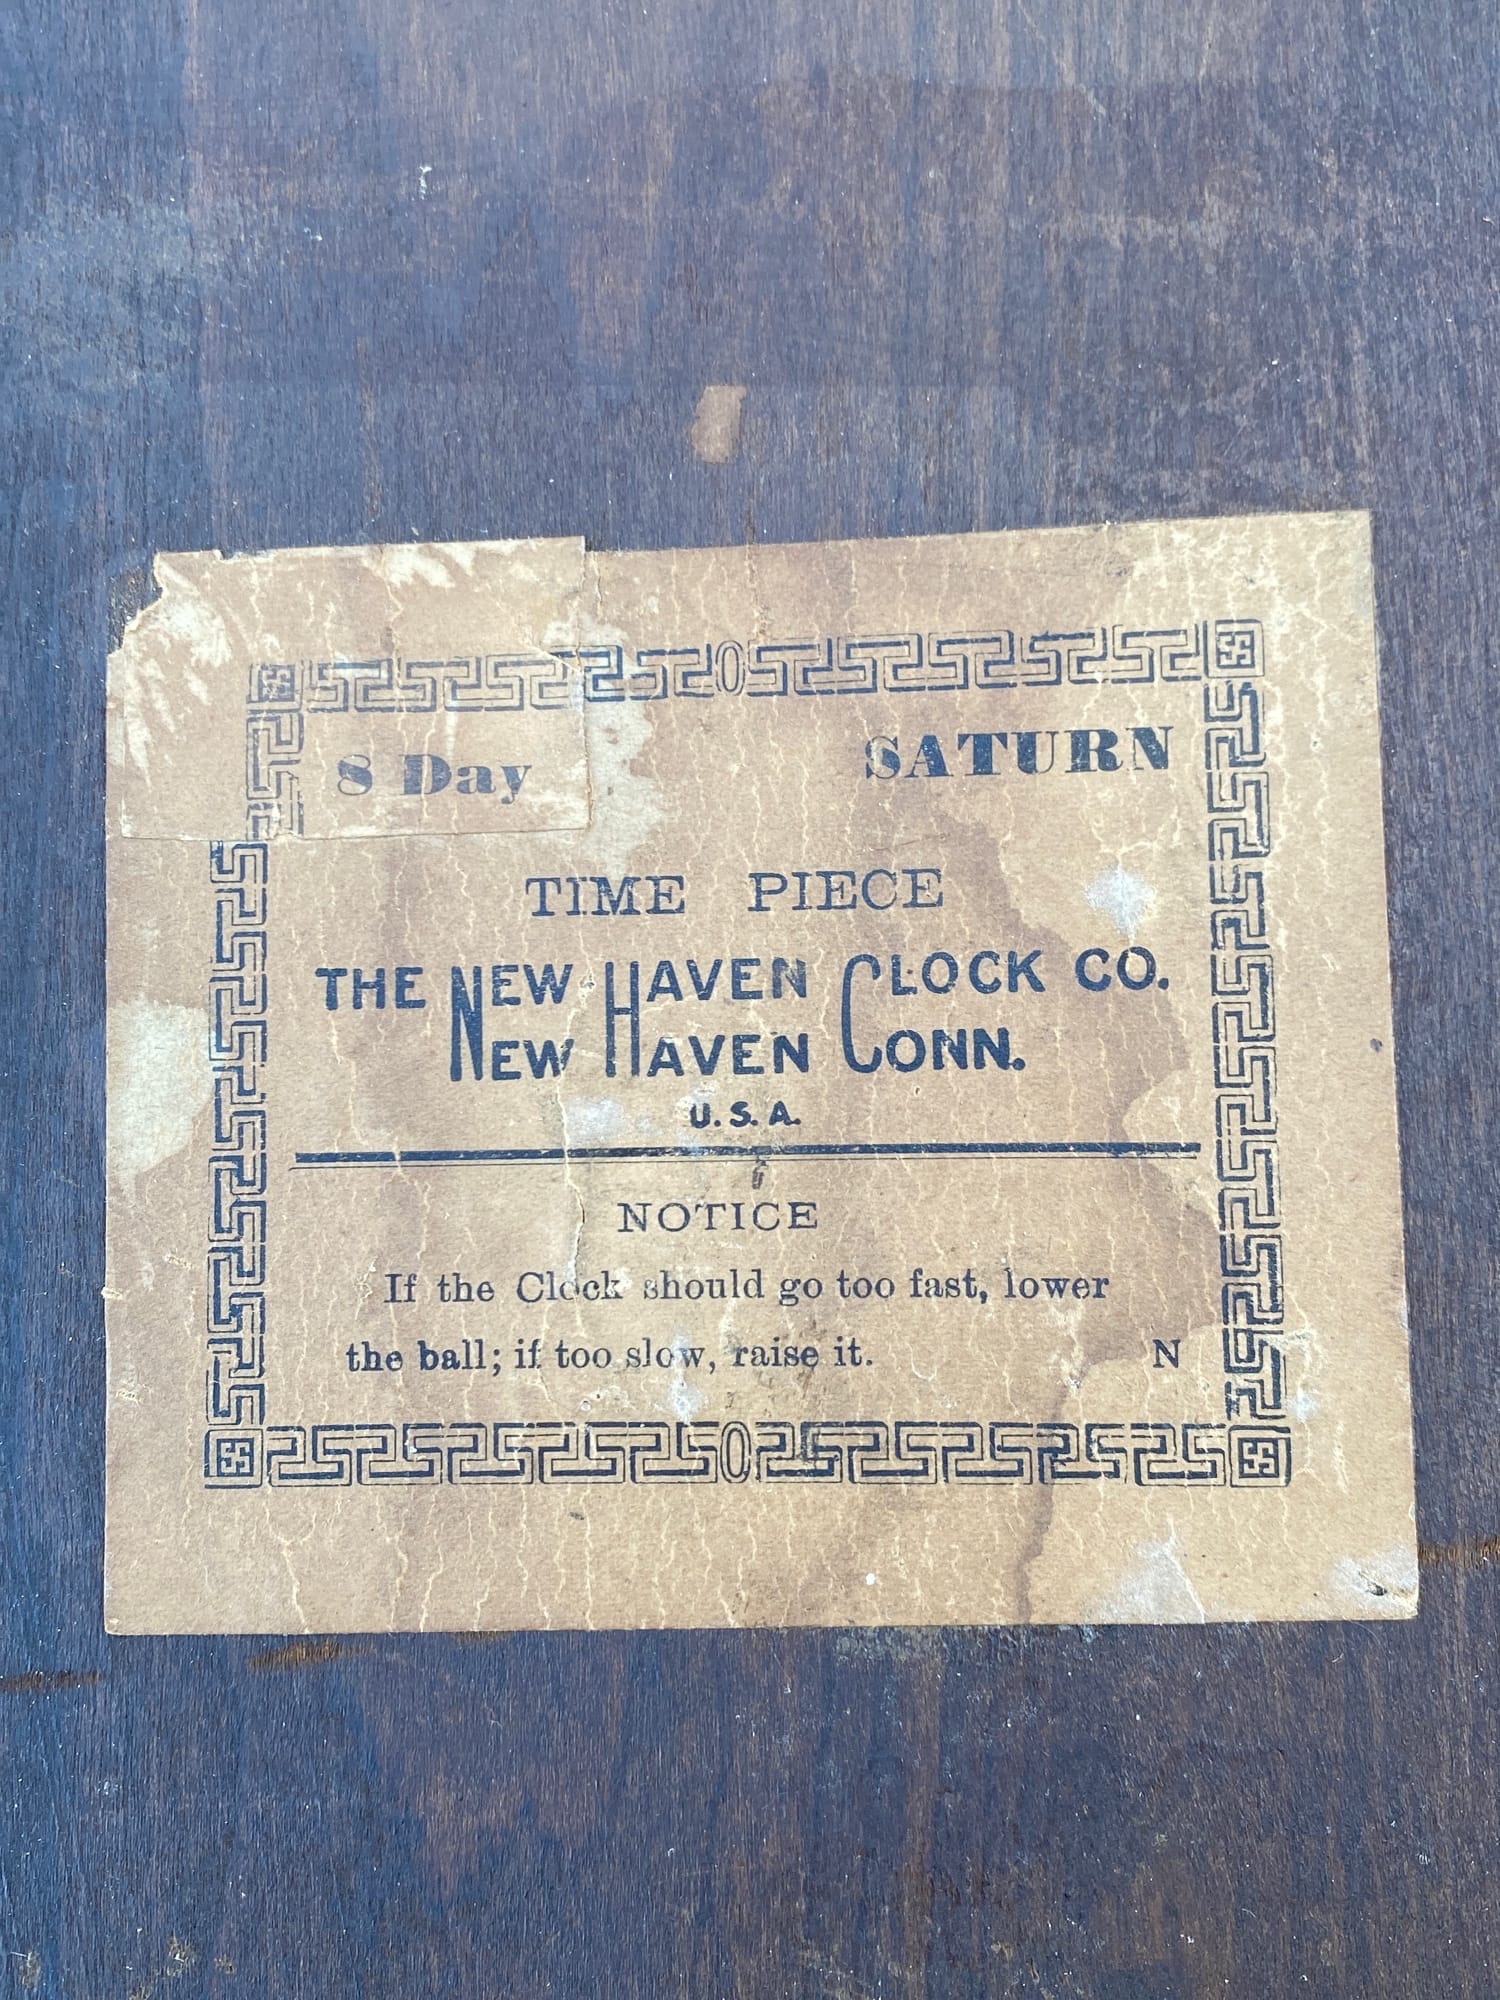 8 Day SATURN
TIME PIECE
THE NEW HAVEN CLOCK CO.
NEW HAVEN CONN.
U.S.A.
NOTICE
If the Clock should go too fast, lower
the ball; if too slow, raise it. N